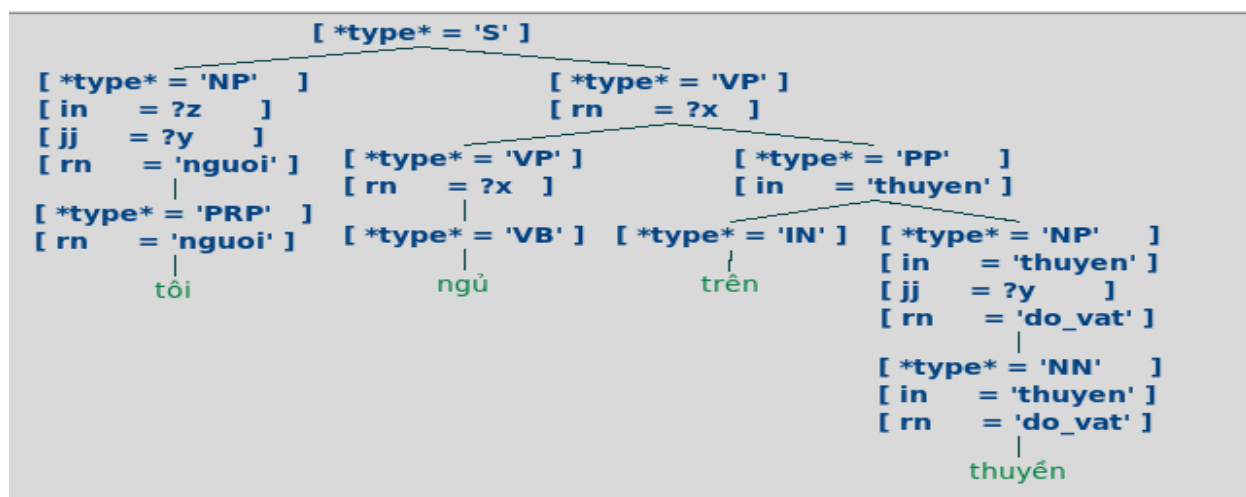 [ *type* = 'S' ]
[ *type* = 'NP' ] [ *type* = 'VP' ]
[ in = ?z ] [ rn = ?x ]
[ jj = ?y ]
[ rn = 'nguoi' ] [ *type* = 'VP' ] [ *type* = 'PP' ]
[ rn = ?x ] [ in = 'thuyen' ]
[ *type* = 'PRP' ] [ *type* = 'VB' ] [ *type* = 'IN' ] [ *type* = 'NP' ]
[ rn = 'nguoi' ] [ in = 'thuyen' ]
tôi ngủ trên [ jj = ?y ]
[ rn = 'do_vat' ]
[ *type* = 'NN' ]
[ in = 'thuyen' ]
[ rn = 'do_vat' ]
thuyền